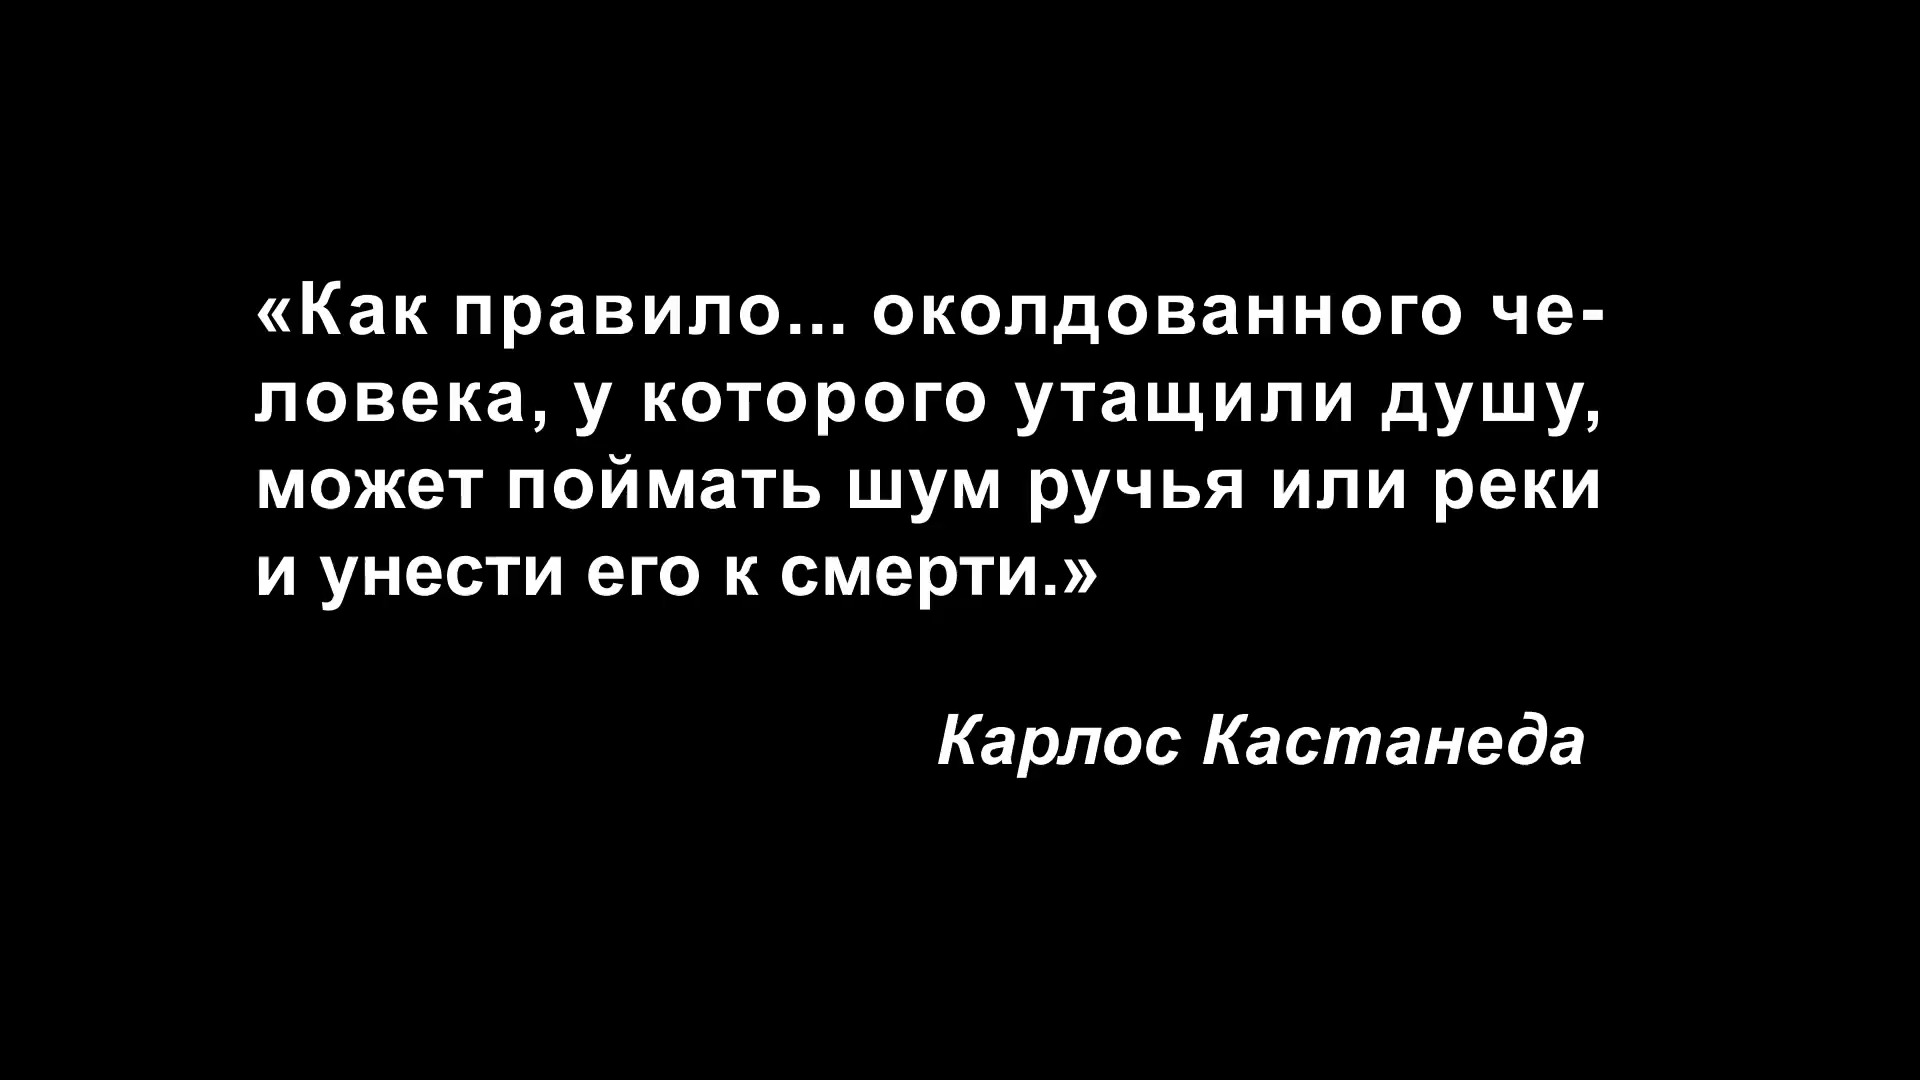 «Как правило... околдованного че-
ловека, у которого утащили душу,
может поймать шум ручья или реки
и унести его к смерти.»
Карлос Кастанеда